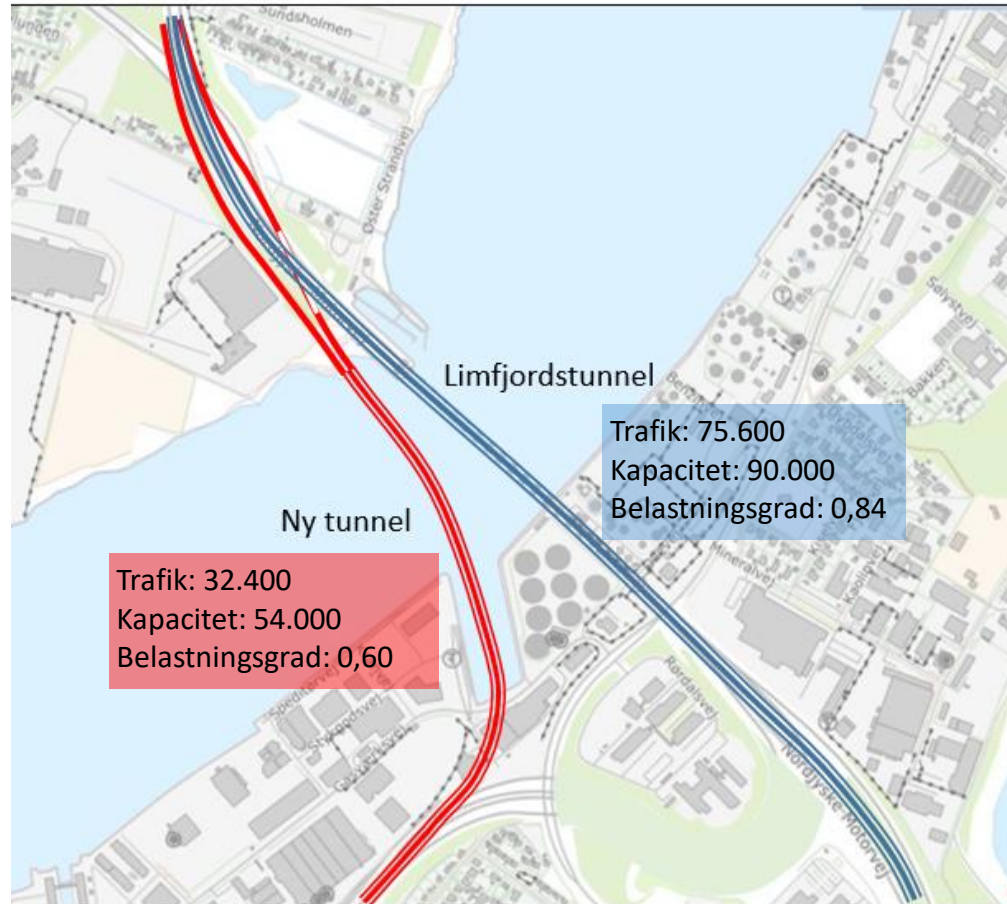 Sundsholmen
Øster Strandvej
Sølystvej
Bakken
Limfjordstunnel
Trafik: 75.600
Kapacitet: 90.000
Belastningsgrad: 0,84
Ny tunnel
Mineralvej
Trafik: 32.400
Kapacitet: 54.000
Belastningsgrad: 0,60
Speditørvej
Stykgodsvej
Rørdalsvej
Nordjyske Motorvej